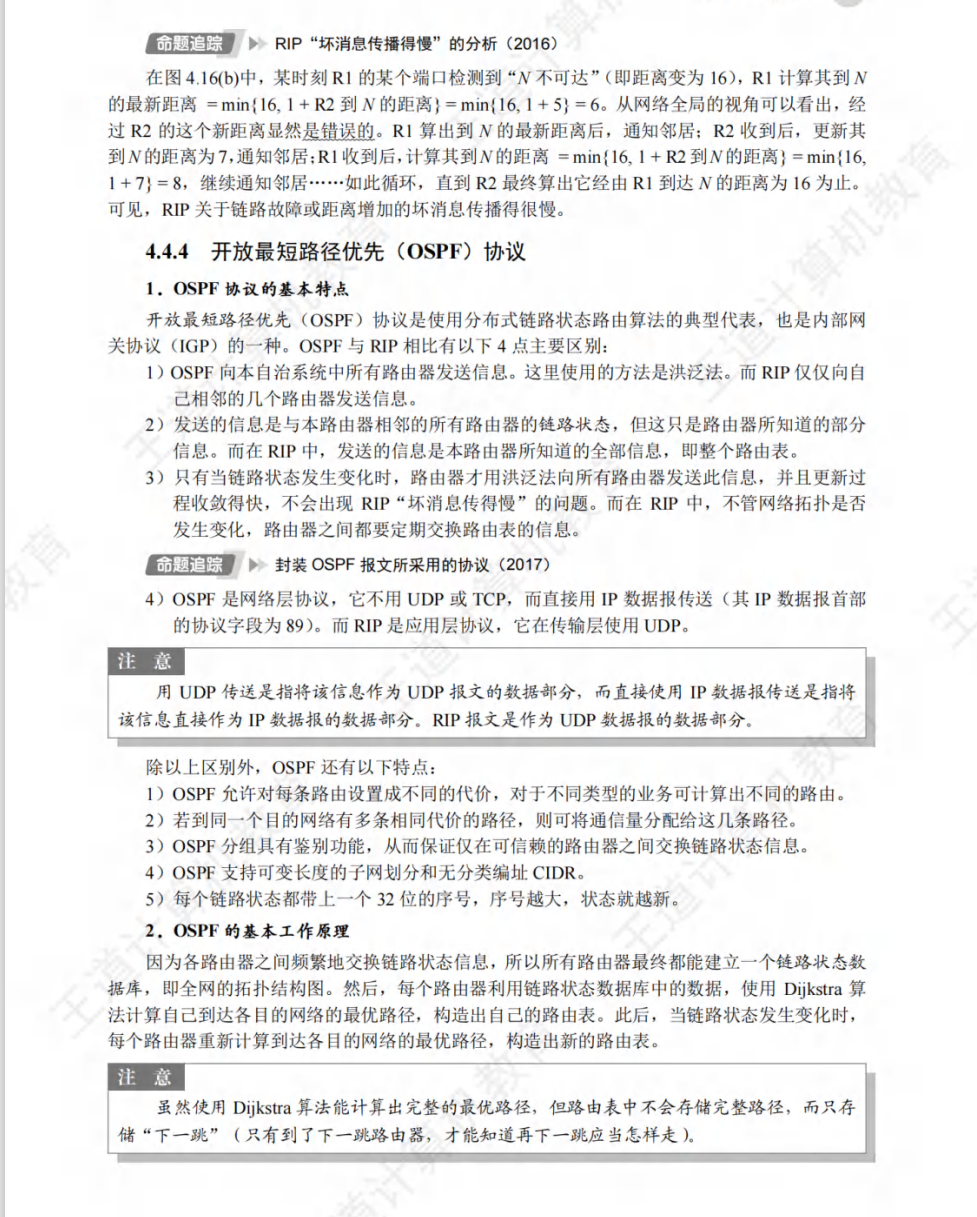 命题追踪 RIP“坏消息传播得慢”的分析（2016）
在图 4.16(b)中，某时刻 R1 的某个端口检测到“N 不可达”（即距离变为 16），R1 计算其到 N
的最新距离 = min{16, 1 + R2 到 N 的距离} = min{16, 1 + 5} = 6。从网络全局的视角可以看出，经
过 R2 的这个新距离显然是错误的。R1 算出到 N 的最新距离后，通知邻居；R2 收到后，更新其
到 N 的距离为 7，通知邻居；R1 收到后，计算其到 N 的距离 = min{16, 1 + R2 到 N 的距离} = min{16,
1 + 7} = 8，继续通知邻居……如此循环，直到 R2 最终算出它经由 R1 到达 N 的距离为 16 为止。
可见，RIP 关于链路故障或距离增加的坏消息传播得很慢。
4.4.4 开放最短路径优先（OSPF）协议
1．OSPF 协议的基本特点
开放最短路径优先（OSPF）协议是使用分布式链路状态路由算法的典型代表，也是内部网
关协议（IGP）的一种。OSPF 与 RIP 相比有以下 4 点主要区别：
1）OSPF 向本自治系统中所有路由器发送信息。这里使用的方法是洪泛法。而 RIP 仅仅向自
己相邻的几个路由器发送信息。
2）发送的信息是与本路由器相邻的所有路由器的链路状态，但这只是路由器所知道的部分
信息。而在 RIP 中，发送的信息是本路由器所知道的全部信息，即整个路由表。
3）只有当链路状态发生变化时，路由器才用洪泛法向所有路由器发送此信息，并且更新过
程收敛得快，不会出现 RIP“坏消息传得慢”的问题。而在 RIP 中，不管网络拓扑是否
发生变化，路由器之间都要定期交换路由表的信息。
命题追踪 封装 OSPF 报文所采用的协议（2017）
4）OSPF 是网络层协议，它不用 UDP 或 TCP，而直接用 IP 数据报传送（其 IP 数据报首部
的协议字段为 89）。而 RIP 是应用层协议，它在传输层使用 UDP。
注 意
用 UDP 传送是指将该信息作为 UDP 报文的数据部分，而直接使用 IP 数据报传送是指将
该信息直接作为 IP 数据报的数据部分。RIP 报文是作为 UDP 数据报的数据部分。
除以上区别外，OSPF 还有以下特点：
1）OSPF 允许对每条路由设置成不同的代价，对于不同类型的业务可计算出不同的路由。
2）若到同一个目的网络有多条相同代价的路径，则可将通信量分配给这几条路径。
3）OSPF 分组具有鉴别功能，从而保证仅在可信赖的路由器之间交换链路状态信息。
4）OSPF 支持可变长度的子网划分和无分类编址 CIDR。
5）每个链路状态都带上一个 32 位的序号，序号越大，状态就越新。
2．OSPF 的基本工作原理
因为各路由器之间频繁地交换链路状态信息，所以所有路由器最终都能建立一个链路状态数
据库，即全网的拓扑结构图。然后，每个路由器利用链路状态数据库中的数据，使用 Dijkstra 算
法计算自己到达各目的网络的最优路径，构造出自己的路由表。此后，当链路状态发生变化时，
每个路由器重新计算到达各目的网络的最优路径，构造出新的路由表。
注 意
虽然使用 Dijkstra 算法能计算出完整的最优路径，但路由表中不会存储完整路径，而只存
储“下一跳”（只有到了下一跳路由器，才能知道再下一跳应当怎样走）。
王道计算机教育